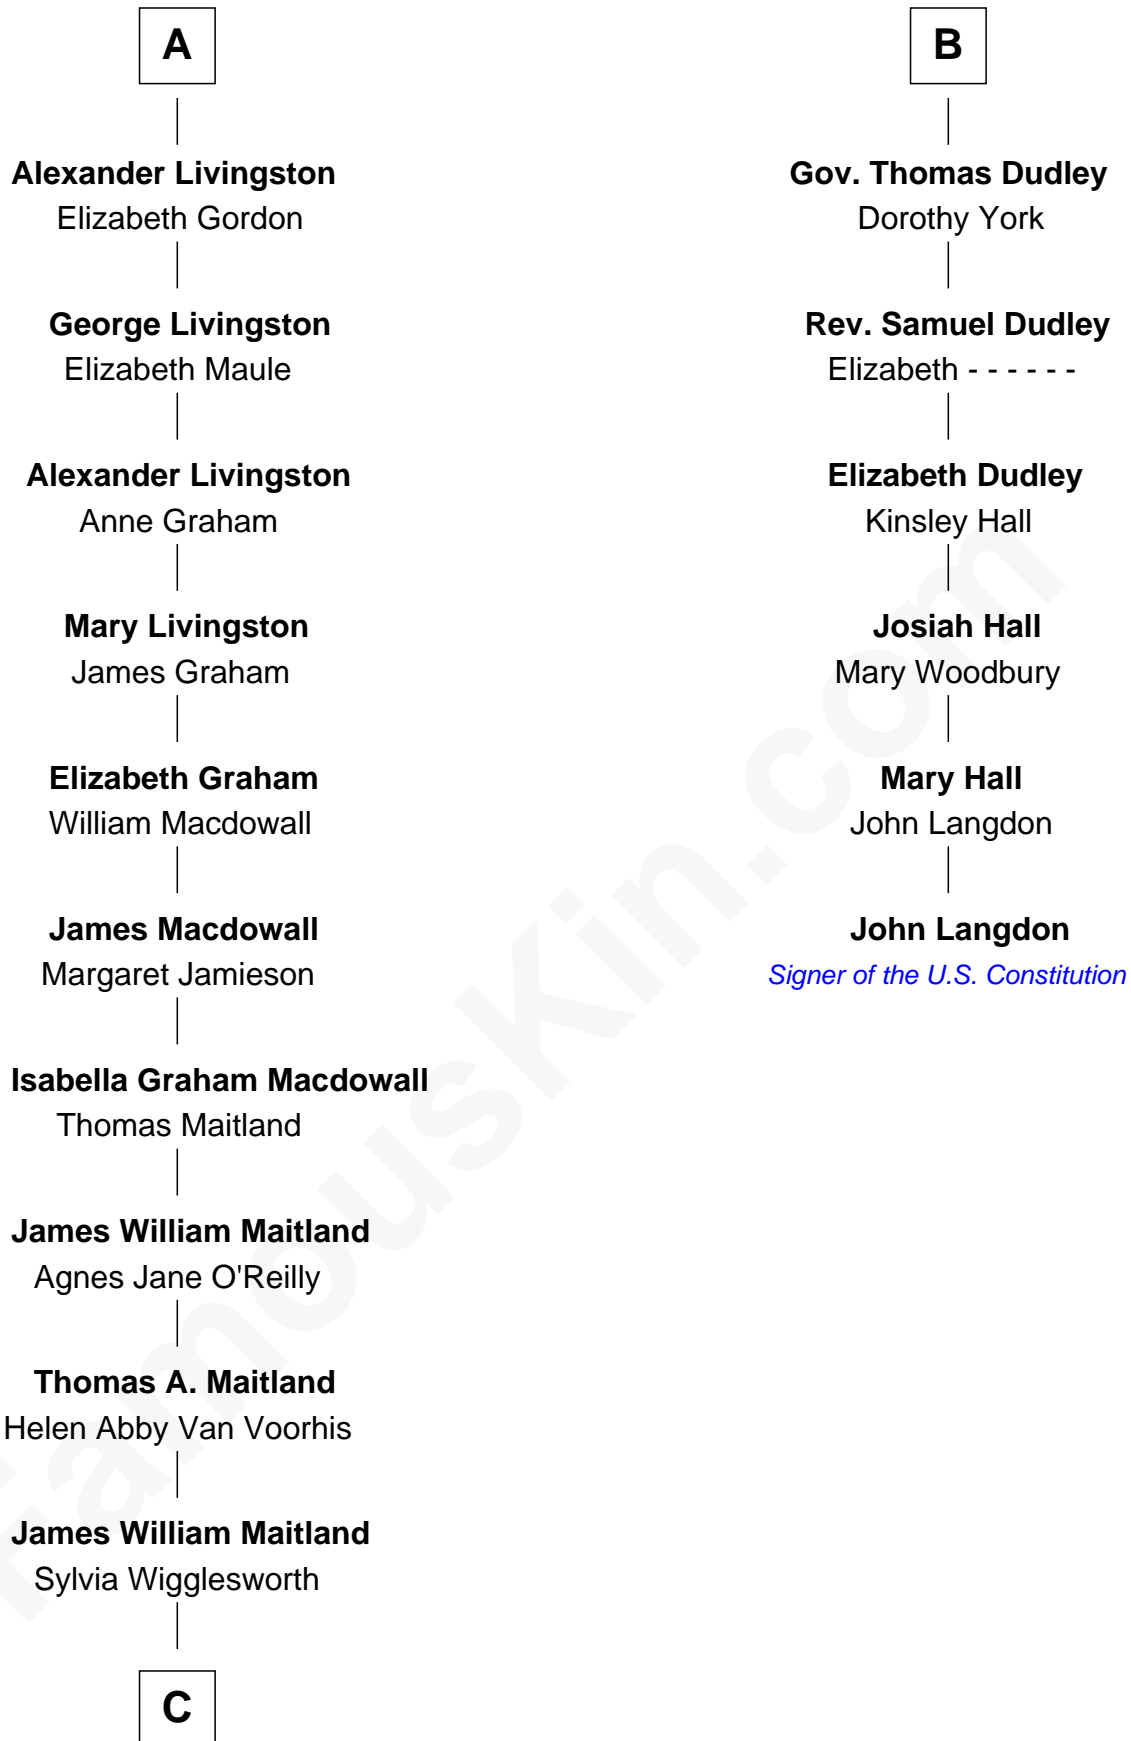 A
Alexander Livingston
Elizabeth Gordon
George Livingston
Elizabeth Maule
Alexander Livingston
Anne Graham
Mary Livingston
James Graham
Elizabeth Graham
William Macdowall
James Macdowall
Margaret Jamieson
Isabella Graham Macdowall
Thomas Maitland
James William Maitland
Agnes Jane O'Reilly
Thomas A. Maitland
Helen Abby Van Voorhis
James William Maitland
Sylvia Wigglesworth
C
B
Gov. Thomas Dudley
Dorothy York
Rev. Samuel Dudley
Elizabeth - - - - - -
Elizabeth Dudley
Kinsley Hall
Josiah Hall
Mary Woodbury
Mary Hall
John Langdon
John Langdon
Signer of the U.S. Constitution
FamousKin.com